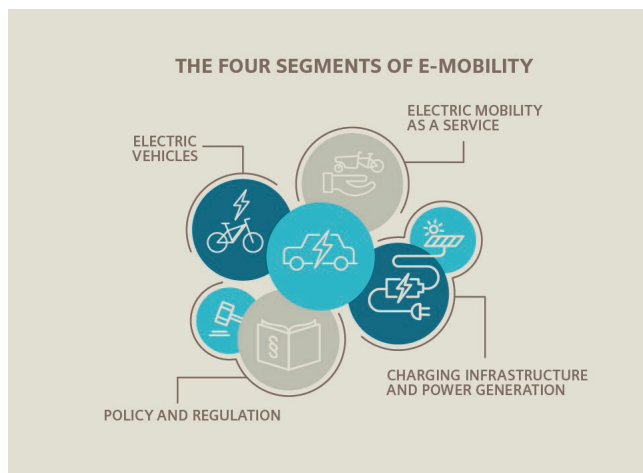 THE FOUR SEGMENTS OF E-MOBILITY
ELECTRIC MOBILITY
AS A SERVICE
ELECTRIC
VEHICLES
§
CHARGING INFRASTRUCTURE
AND POWER GENERATION
POLICY AND REGULATION